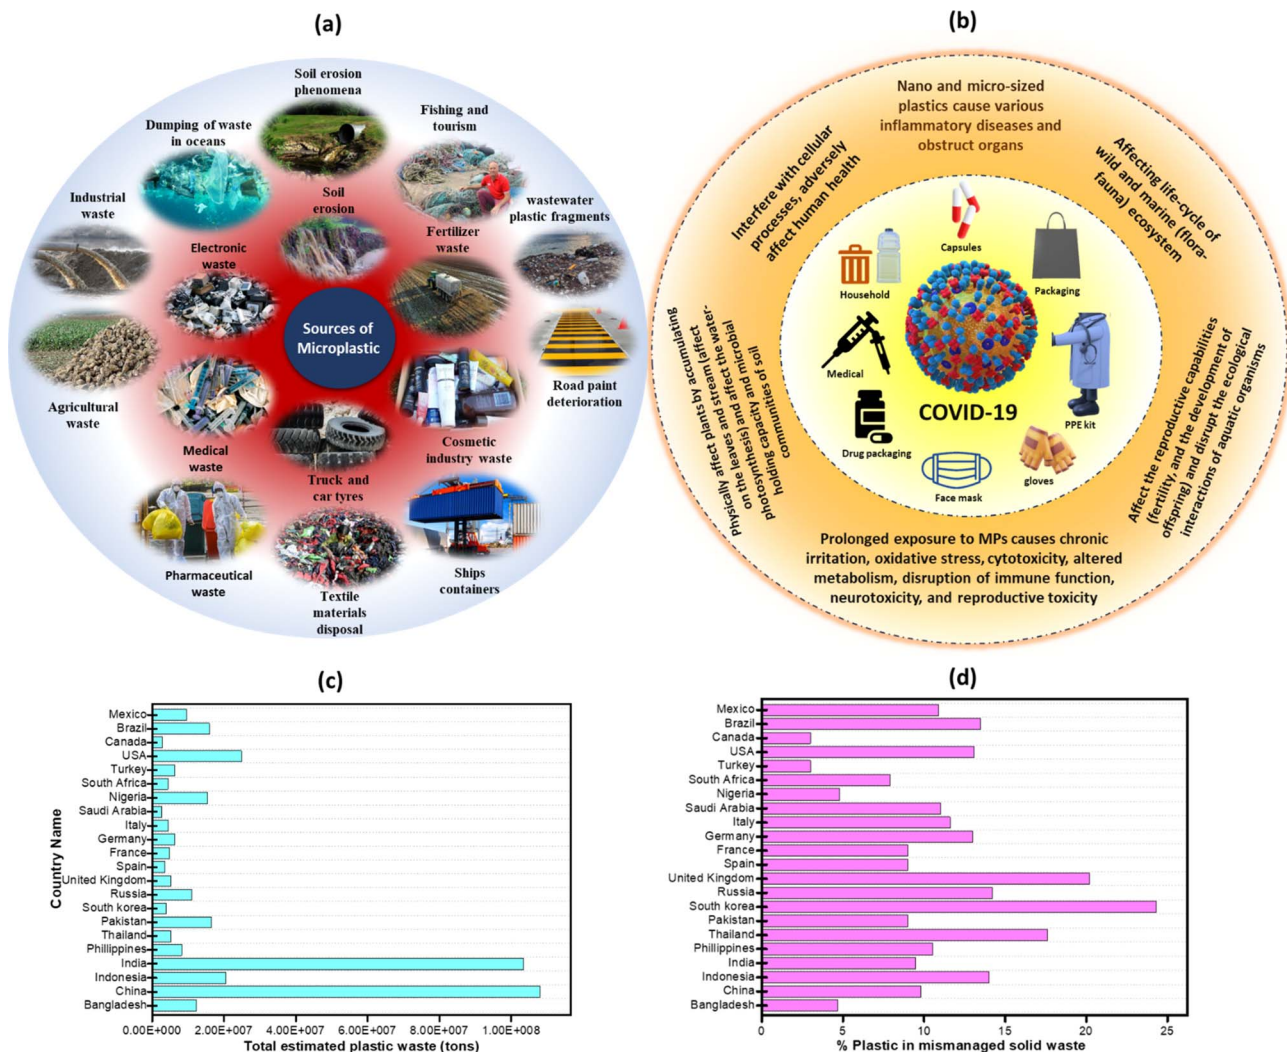 (a)
Soil erosion
phenomena
Fishing and
tourism
Dumping of waste
in oceans
wastewater
plastic fragments
Industrial
waste
Soil
erosion
Fertilizer
waste
Electronic
waste
Sources of
Microplastic
Road paint
deterioration
Agricultural
waste
Medical
waste
Cosmetic
industry waste
Truck and
car tyres
Pharmaceutical
waste
Textile
materials
disposal
Ships
containers
(b)
Nano and micro-sized
plastics cause various
inflammatory diseases and
obstruct organs
Interfere with cellular
processes, adversely
affect human health
Affecting life-cycle of
wild and marine (flora-
fauna) ecosystem
Capsules
Household
Packaging
Medical
COVID-19
PPE kit
Drug packaging
Face mask
gloves
Physically affect plants by accumulating
on the leaves and stream (affect
photosynthesis) and affect the water-
holding capacity and microbial
communities of soil
Affect the reproductive capabilities
(fertility, and the development of
offspring) and disrupt the ecological
interactions of aquatic organisms
Prolonged exposure to MPs causes chronic
irritation, oxidative stress, cytotoxicity, altered
metabolism, disruption of immune function,
neurotoxicity, and reproductive toxicity
(c)
Country Name
Mexico
Brazil
Canada
USA
Turkey
South Africa
Nigeria
Saudi Arabia
Italy
Germany
France
Spain
United Kingdom
Russia
South korea
Pakistan
Thailand
Phillippines
India
Indonesia
China
Bangladesh
0.000E+000 2.00E+007 4.00E+007 6.00E+007 8.00E+007 1.00E+008
Total estimated plastic waste (tons)
(d)
Mexico
Brazil
Canada
USA
Turkey
South Africa
Nigeria
Saudi Arabia
Italy
Germany
France
Spain
United Kingdom
Russia
South korea
Pakistan
Thailand
Phillippines
India
Indonesia
China
Bangladesh
0 5 10 15 20 25
% Plastic in mismanaged solid waste